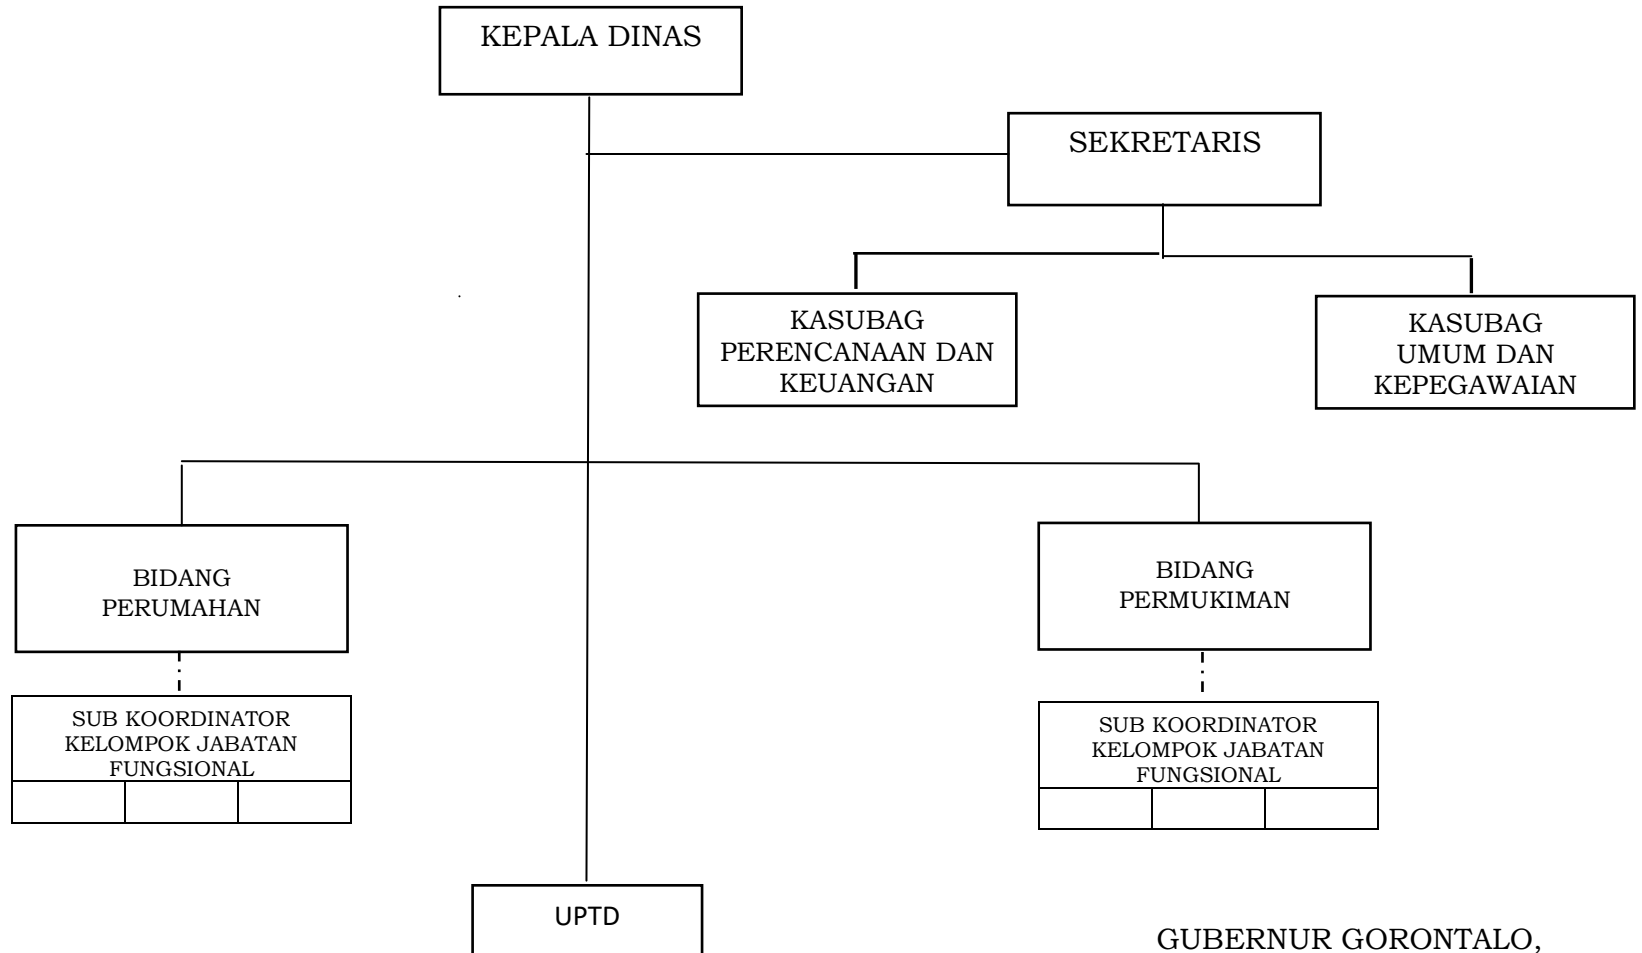 KEPALA DINAS
SEKRETARIS
KASUBAG
PERENCANAAN DAN
KEUANGAN
KASUBAG
UMUM DAN
KEPEGAWAIAN
BIDANG
PERUMAHAN
BIDANG
PERMUKIMAN
SUB KOORDINATOR
KELOMPOK JABATAN
FUNGSIONAL
SUB KOORDINATOR
KELOMPOK JABATAN
FUNGSIONAL
UPTD
GUBERNUR GORONTALO,